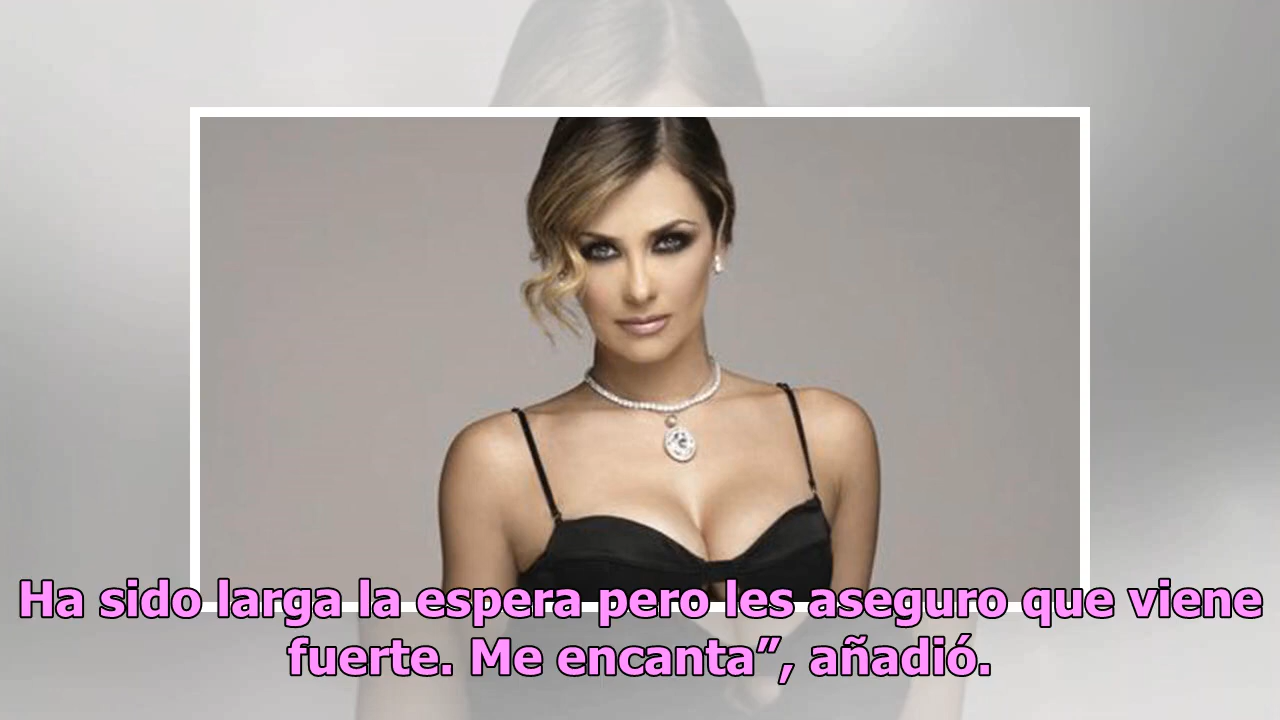 Ha sido larga la espera pero les aseguro que viene
fuerte. Me encanta”, añadió.